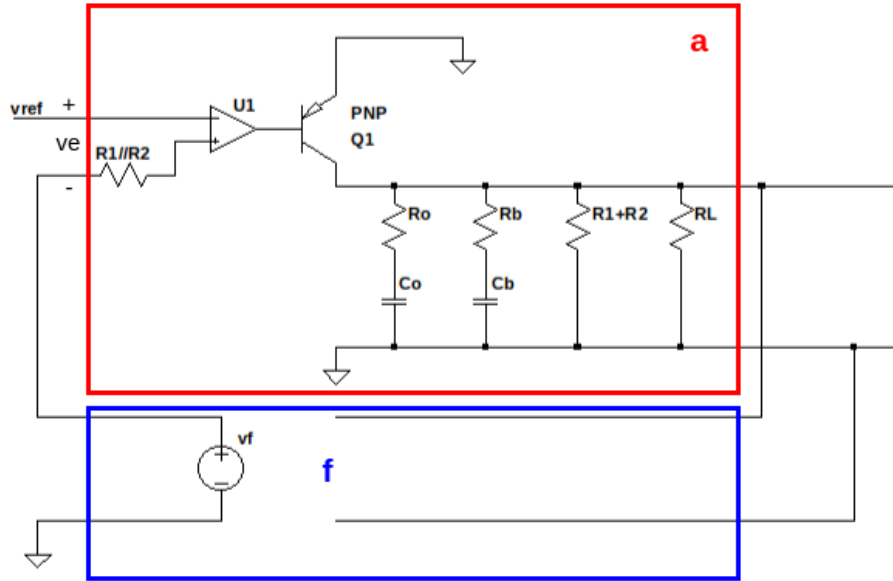 a
vref +
U1
PNP
Q1
ve
R1//R2
-
+
Ro
Rb
R1+R2
RL
Co
Cb
vf
+
f